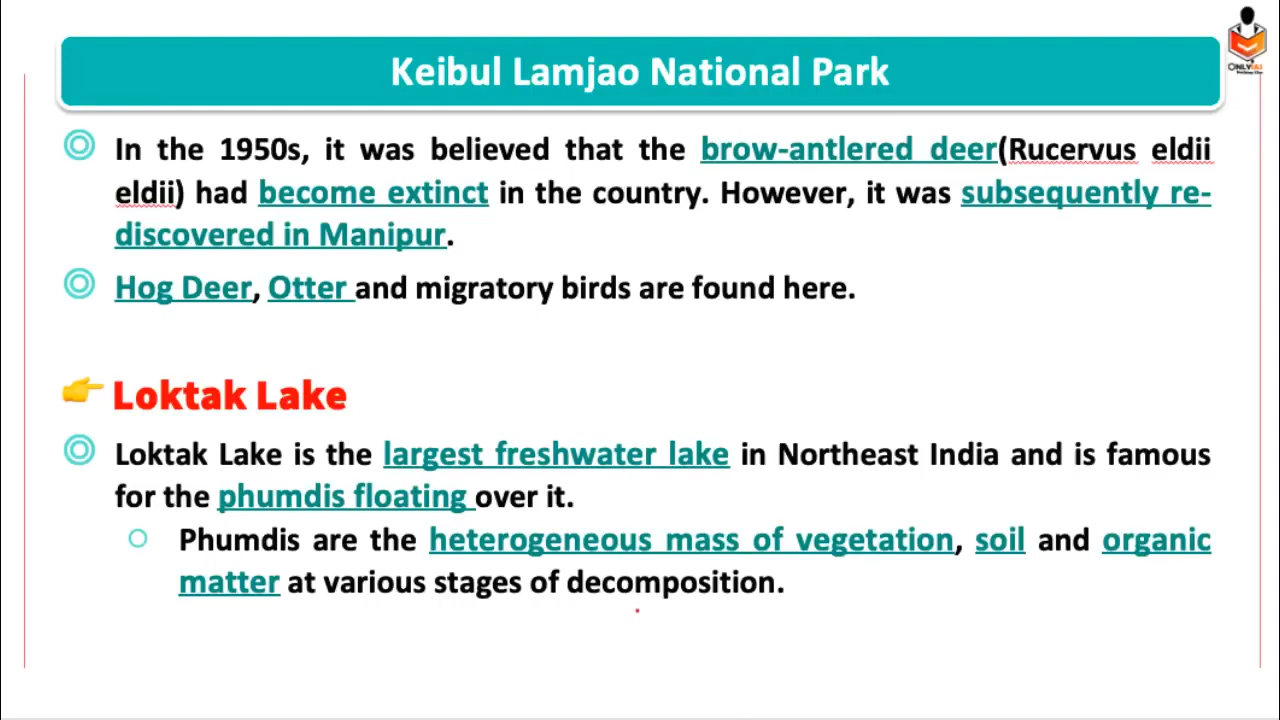 Keibul Lamjao National Park
In the 1950s, it was believed that the brow-antlered deer(Rucervus eldii
eldii) had become extinct in the country. However, it was subsequently re-
discovered in Manipur.
Hog Deer, Otter and migratory birds are found here.
Loktak Lake
Loktak Lake is the largest freshwater lake in Northeast India and is famous
for the phumdis floating over it.
Phumdis are the heterogeneous mass of vegetation, soil and organic
matter at various stages of decomposition.
ONLYIAS